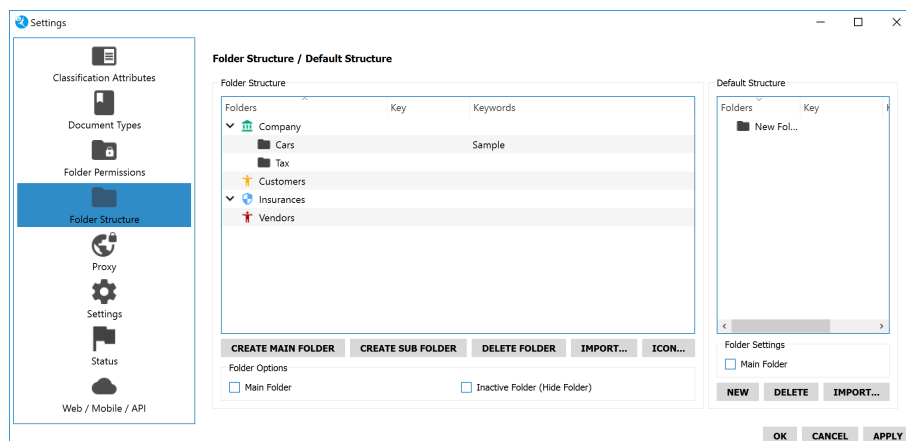 Settings
Classification Attributes
Document Types
Folder Permissions
Folder Structure
Proxy
Settings
Status
Web / Mobile / API
Folder Structure / Default Structure
Folder Structure
Folders Key Keywords
Company
Cars Sample
Tax
Customers
Insurances
Vendors
CREATE MAIN FOLDER CREATE SUB FOLDER DELETE FOLDER IMPORT... ICON...
Folder Options
Main Folder Inactive Folder (Hide Folder)
Default Structure
Folders Key
New Fol...
Folder Settings
Main Folder
NEW DELETE IMPORT...
OK CANCEL APPLY